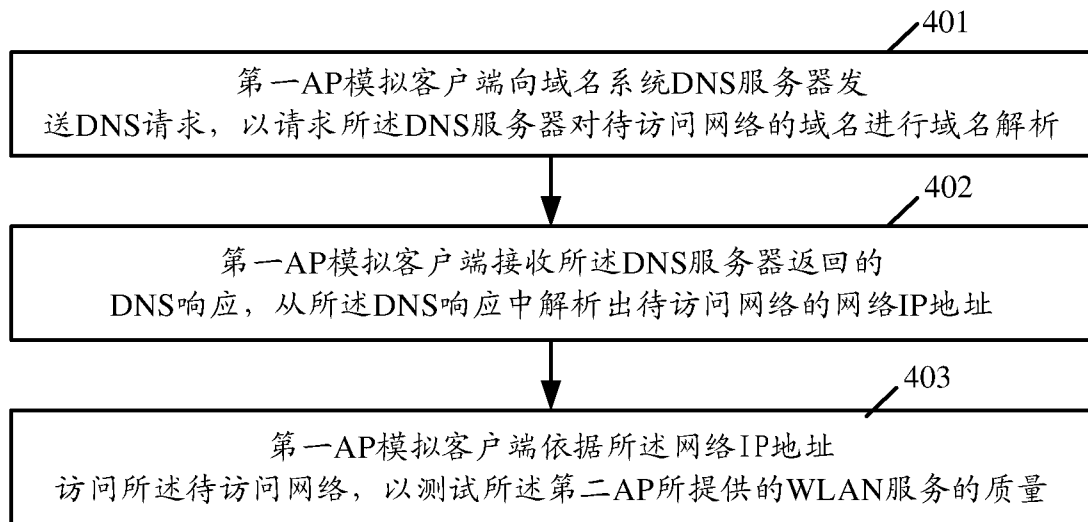 401
第一AP模拟客户端向域名系统DNS服务器发
送DNS请求，以请求所述DNS服务器对待访问网络的域名进行域名解析
402
第一AP模拟客户端接收所述DNS服务器返回的
DNS响应，从所述DNS响应中解析出待访问网络的网络IP地址
403
第一AP模拟客户端依据所述网络IP地址
访问所述待访问网络，以测试所述第二AP所提供的WLAN服务的质量